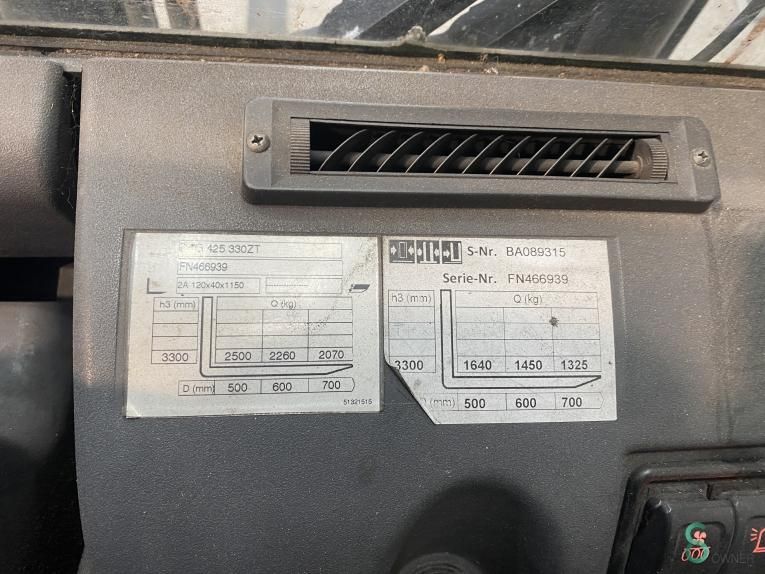 425 330ZT
FN466939
2A 120x40x1150
h3 (mm) Q (kg)
3300 2500 2260 2070
D (mm) 500 600 700
51321515
S-Nr. BA089315
Serie-Nr. FN466939
h3 (mm) Q (kg)
3300 1640 1450 1325
(mm) 500 600 700
OWNER